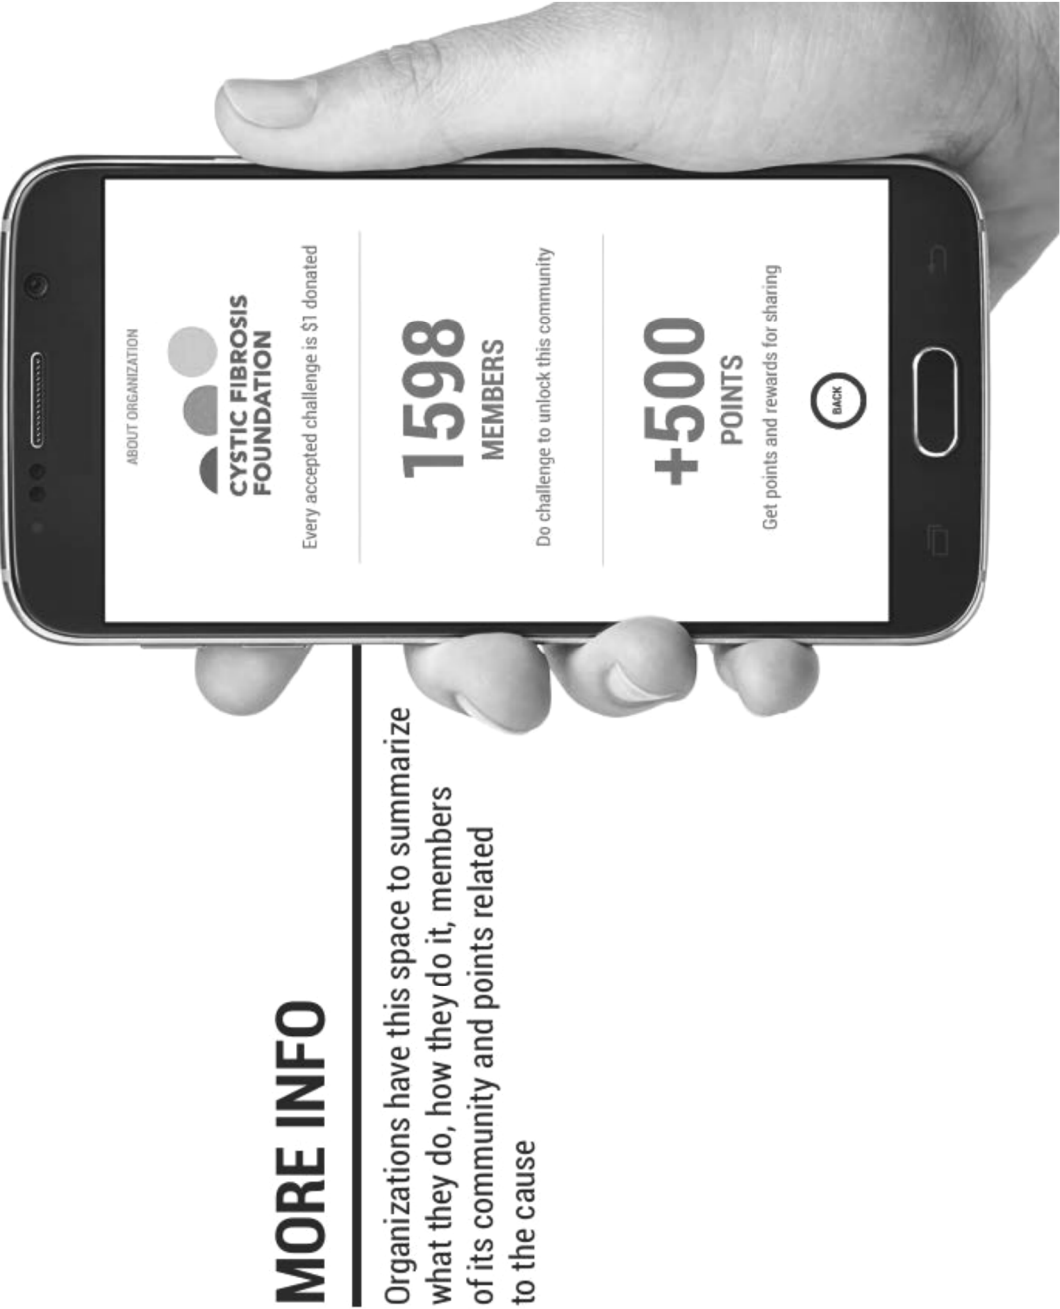 MORE INFO
Organizations have this space to summarize
what they do, how they do it, members
of its community and points related
to the cause
ABOUT ORGANIZATION
CYSTIC FIBROSIS
FOUNDATION
Every accepted challenge is $1 donated
1598
MEMBERS
Do challenge to unlock this community
+500
POINTS
Get points and rewards for sharing
BACK